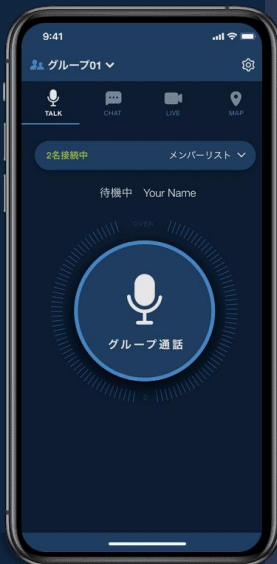 9:41
グループ01
TALK
CHAT
LIVE
MAP
2名接続中 メンバーリスト
待機中 Your Name
OVER
グループ通話